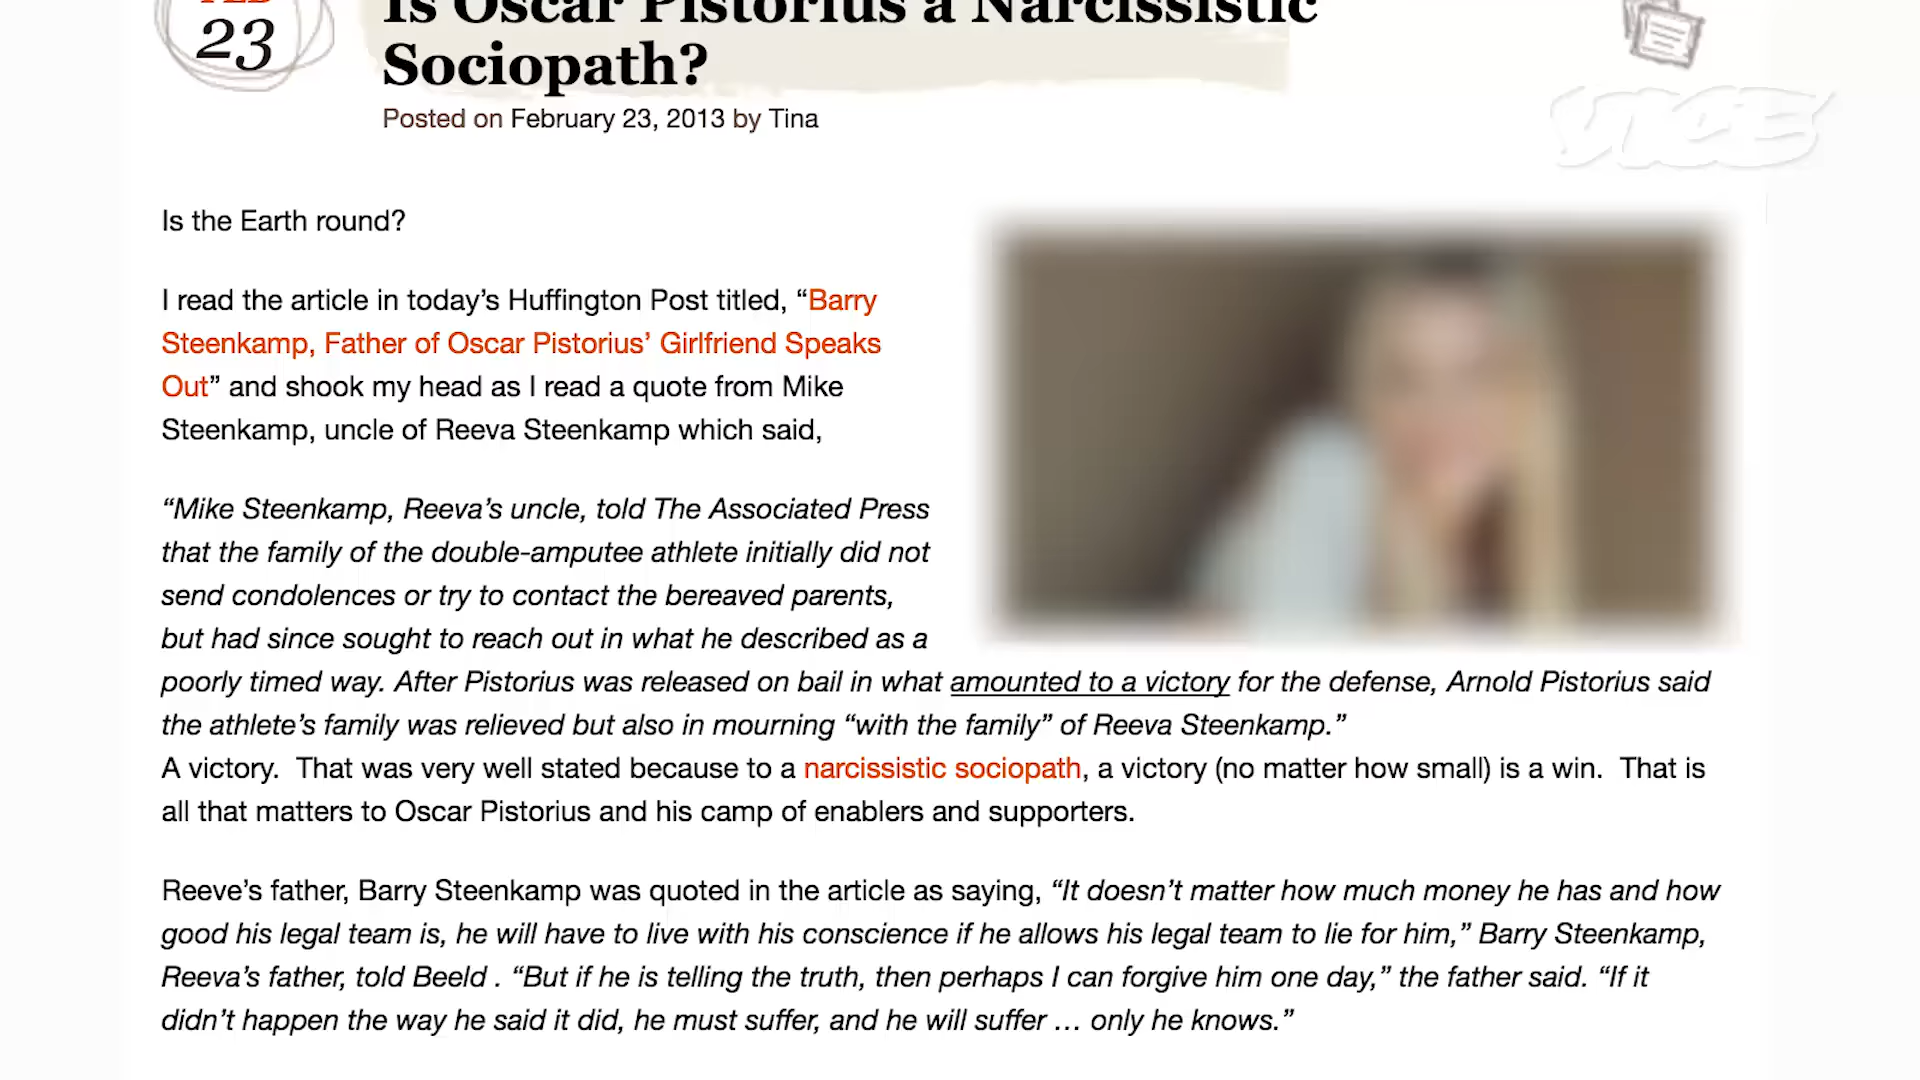 FEB
23
Is Oscar Pistorius a Narcissistic
Sociopath?
Posted on February 23, 2013 by Tina
VICE
Is the Earth round?
I read the article in today’s Huffington Post titled, “Barry
Steenkamp, Father of Oscar Pistorius’ Girlfriend Speaks
Out” and shook my head as I read a quote from Mike
Steenkamp, uncle of Reeva Steenkamp which said,
“Mike Steenkamp, Reeva’s uncle, told The Associated Press
that the family of the double-amputee athlete initially did not
send condolences or try to contact the bereaved parents,
but had since sought to reach out in what he described as a
poorly timed way. After Pistorius was released on bail in what amounted to a victory for the defense, Arnold Pistorius said
the athlete’s family was relieved but also in mourning “with the family” of Reeva Steenkamp.”
A victory.  That was very well stated because to a narcissistic sociopath, a victory (no matter how small) is a win.  That is
all that matters to Oscar Pistorius and his camp of enablers and supporters.
Reeve’s father, Barry Steenkamp was quoted in the article as saying, “It doesn’t matter how much money he has and how
good his legal team is, he will have to live with his conscience if he allows his legal team to lie for him,” Barry Steenkamp,
Reeva’s father, told Beeld . “But if he is telling the truth, then perhaps I can forgive him one day,” the father said. “If it
didn’t happen the way he said it did, he must suffer, and he will suffer … only he knows.”